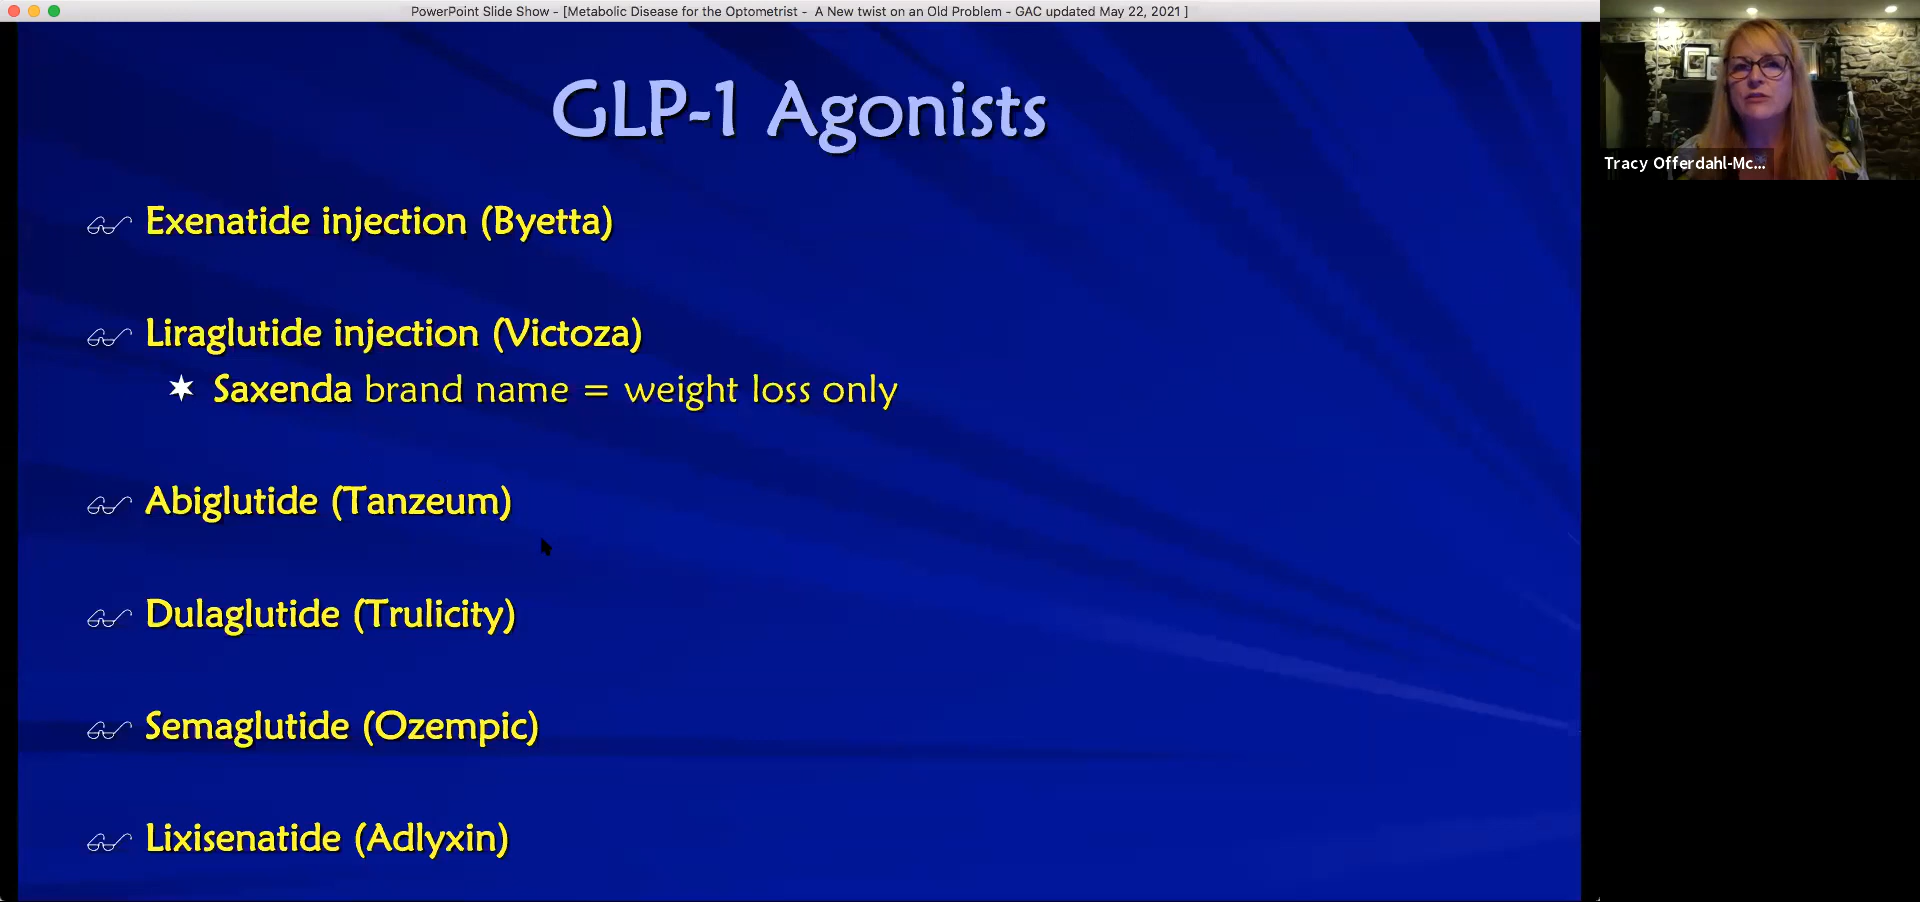 PowerPoint Slide Show - [Metabolic Disease for the Optometrist - A New twist on an Old Problem - GAC updated May 22, 2021 ]
GLP-1 Agonists
Exenatide injection (Byetta)
Liraglutide injection (Victoza)
Saxenda brand name = weight loss only
Abiglutide (Tanzeum)
Dulaglutide (Trulicity)
Semaglutide (Ozempic)
Lixisenatide (Adlyxin)
Tracy Offerdahl-Mc...